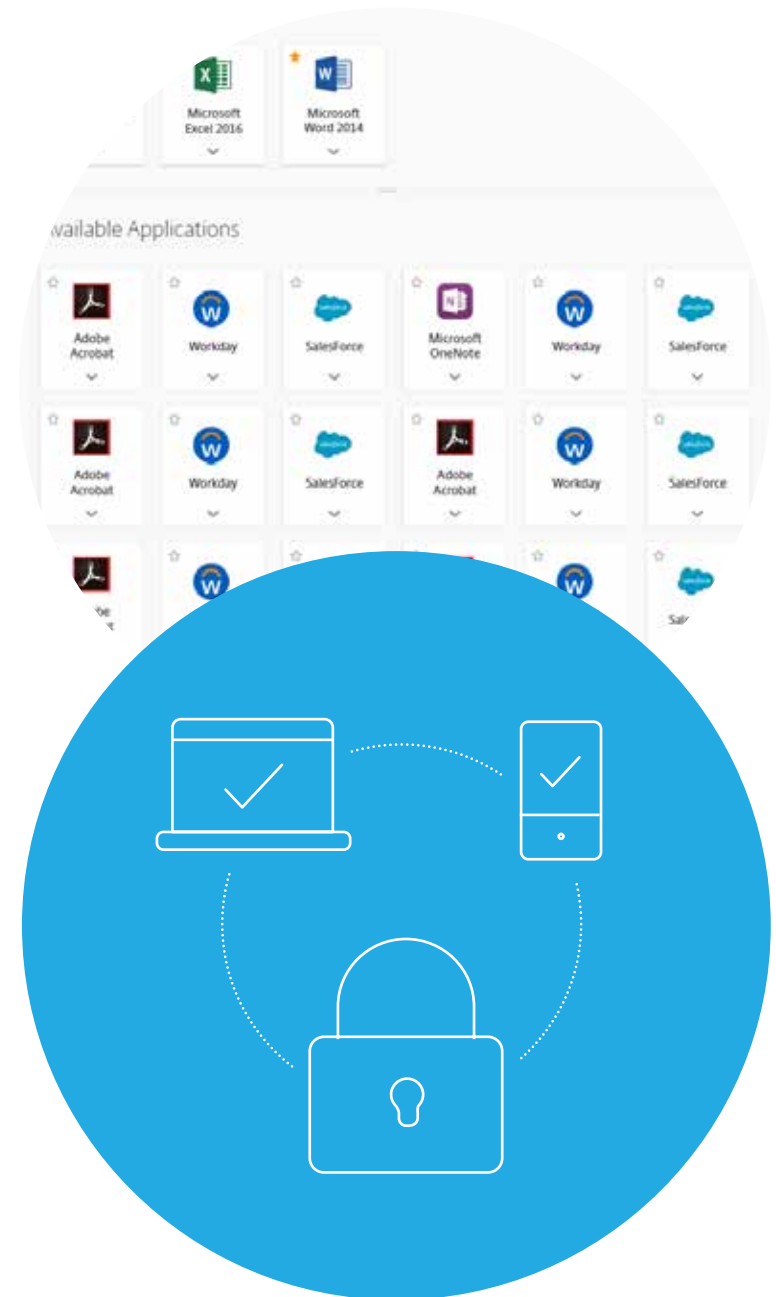 Microsoft
Excel 2016
Microsoft
Word 2014
Available Applications
Adobe
Acrobat
Workday
SalesForce
Microsoft
OneNote
Workday
SalesForce
Adobe
Acrobat
Workday
SalesForce
Adobe
Acrobat
Workday
SalesForce